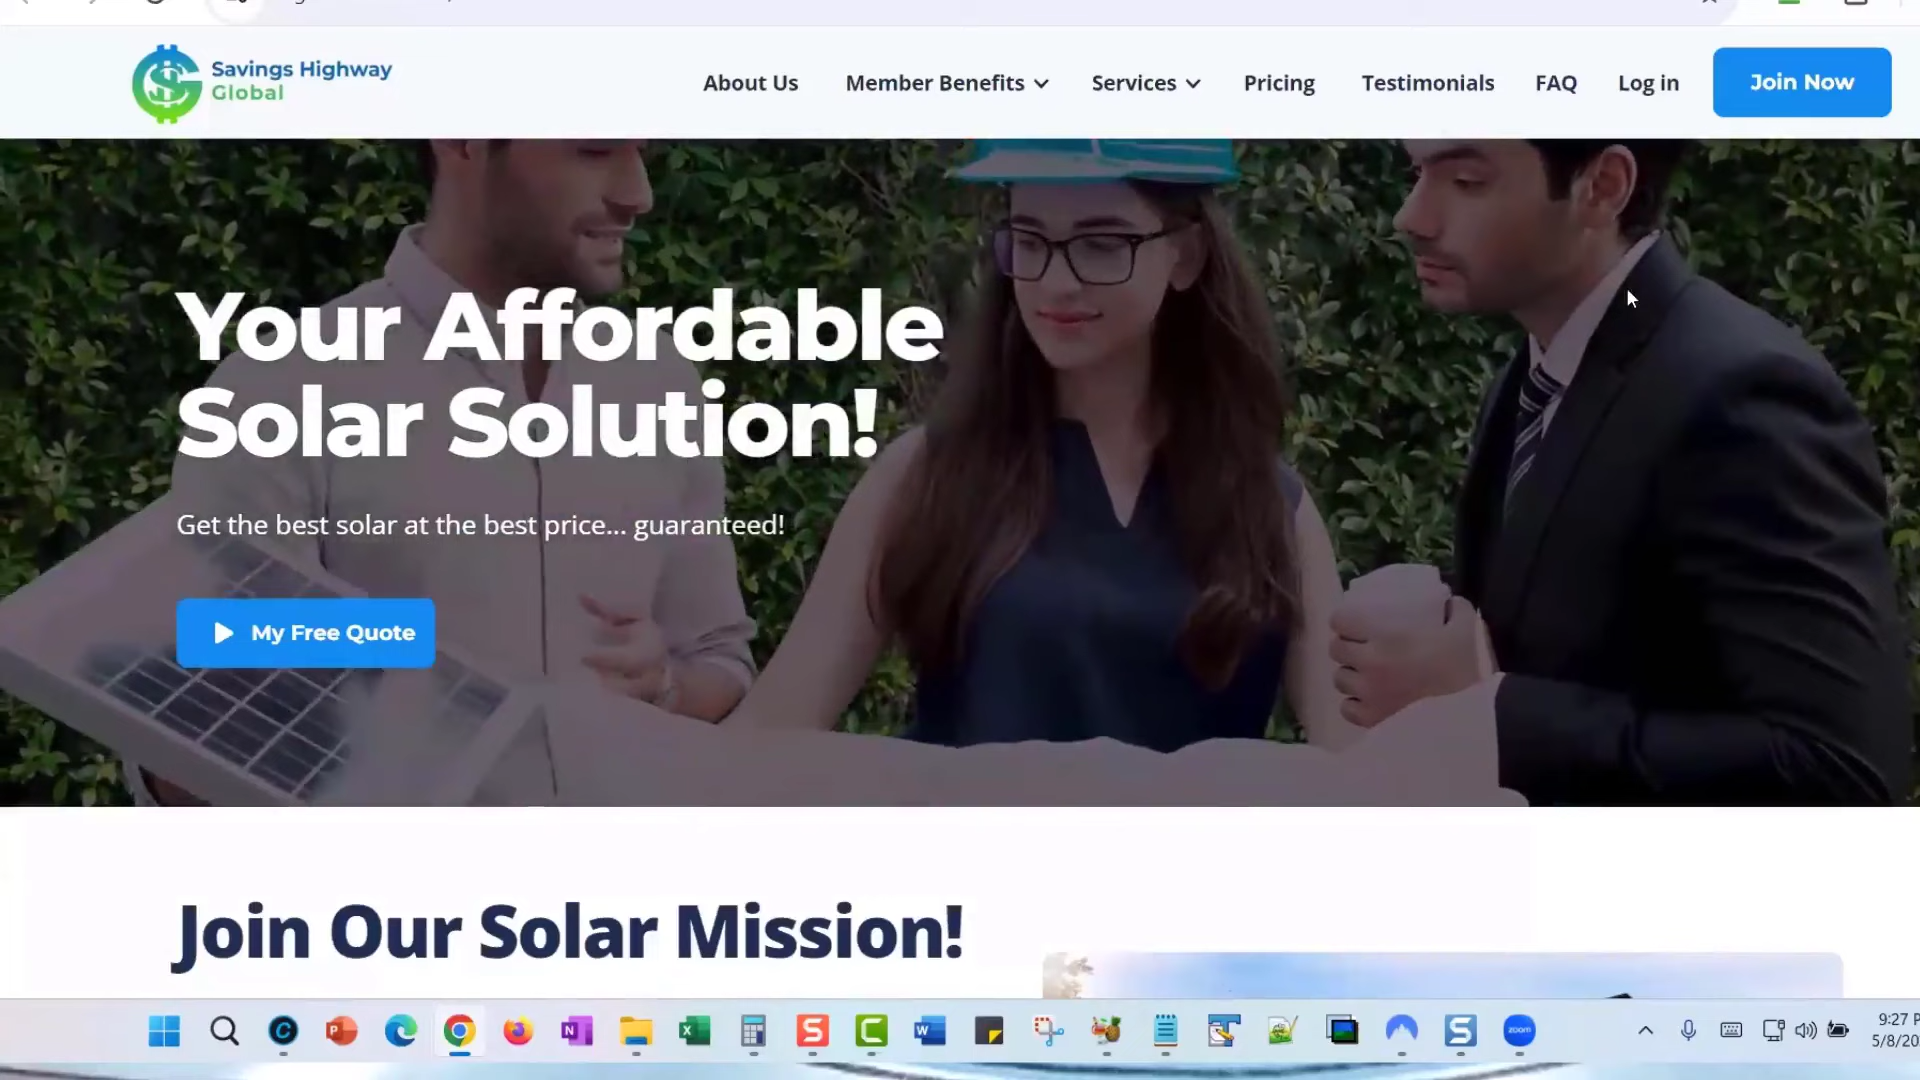 Savings Highway
Global
About Us
Member Benefits
Services
Pricing
Testimonials
FAQ
Log in
Join Now
Your Affordable
Solar Solution!
Get the best solar at the best price... guaranteed!
My Free Quote
Join Our Solar Mission!
zoom
9:27 P
5/8/20